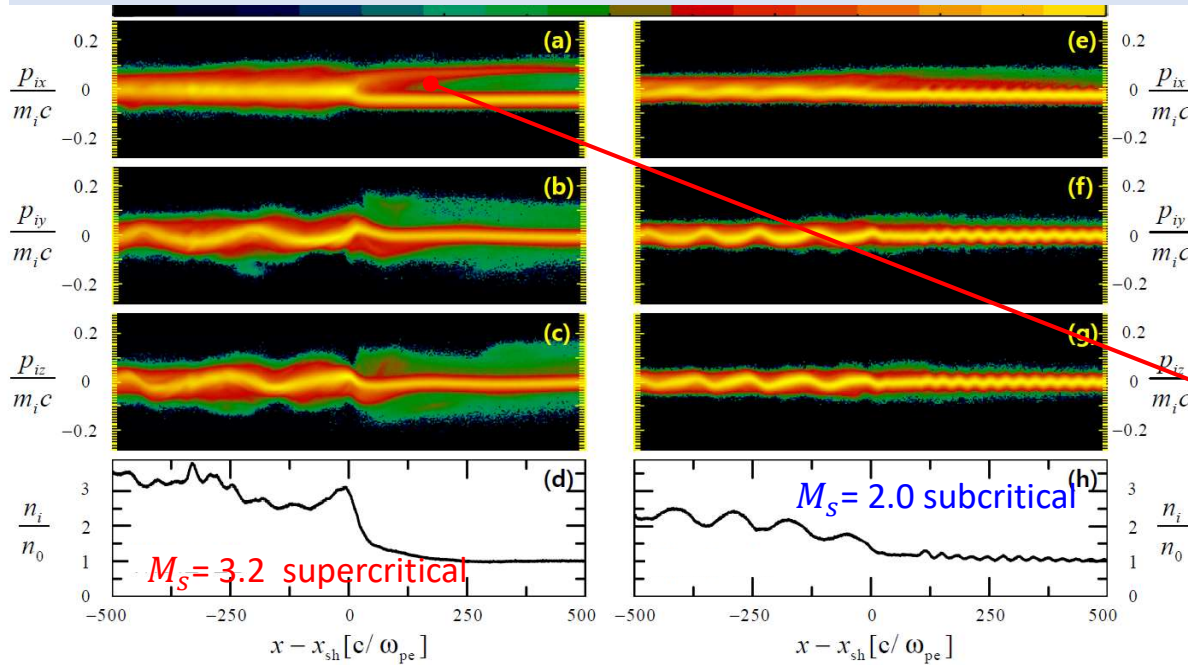 0.2
0
−0.2
p_ix
m_i c
(a)
(e)
0.2
0
−0.2
p_ix
m_i c
0.2
0
−0.2
p_iy
m_i c
(b)
(f)
0.2
0
−0.2
p_iy
m_i c
0.2
0
−0.2
p_iz
m_i c
(c)
(g)
0.2
0
−0.2
p_iz
m_i c
3
2
1
0
n_i
n_0
(d)
M_s= 3.2 supercritical
(h)
M_s= 2.0 subcritical
3
2
1
0
n_i
n_0
−500 −250 0 250 −500 −250 0 250 500
x − x_sh [c/ ω_pe]
x − x_sh [c/ ω_pe]